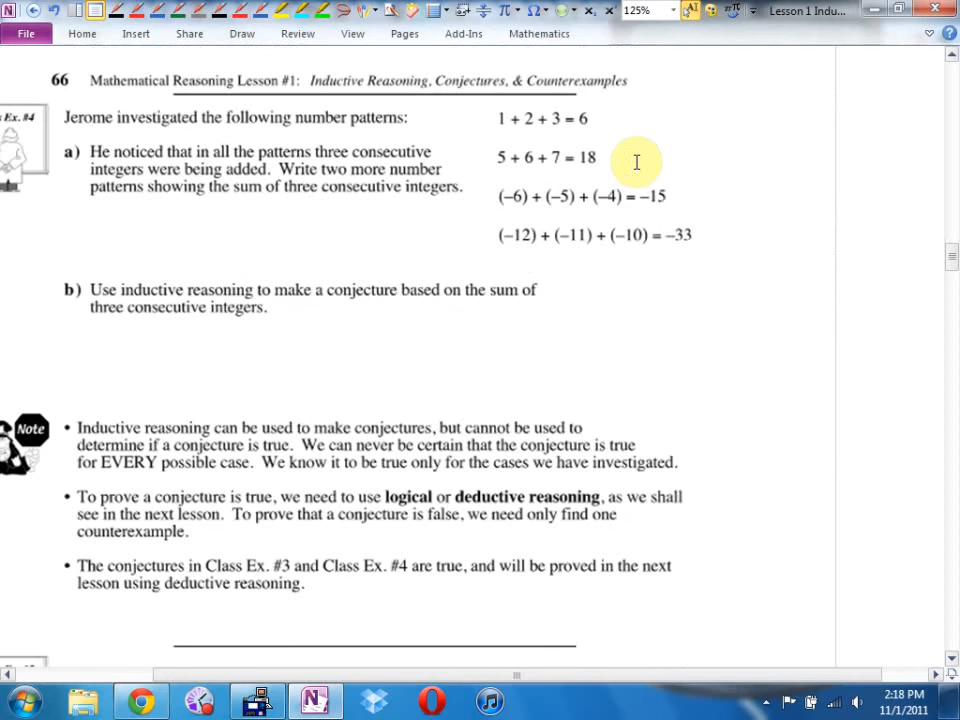 125%
Lesson 1 Indu...
File Home Insert Share Draw Review View Pages Add-Ins Mathematics
66 Mathematical Reasoning Lesson #1: Inductive Reasoning, Conjectures, & Counterexamples
Ex. #4
Jerome investigated the following number patterns:
a) He noticed that in all the patterns three consecutive
integers were being added. Write two more number
patterns showing the sum of three consecutive integers.
1 + 2 + 3 = 6
5 + 6 + 7 = 18
(–6) + (–5) + (–4) = –15
(–12) + (–11) + (–10) = –33
b) Use inductive reasoning to make a conjecture based on the sum of
three consecutive integers.
Note
• Inductive reasoning can be used to make conjectures, but cannot be used to
determine if a conjecture is true. We can never be certain that the conjecture is true
for EVERY possible case. We know it to be true only for the cases we have investigated.
• To prove a conjecture is true, we need to use logical or deductive reasoning, as we shall
see in the next lesson. To prove that a conjecture is false, we need only find one
counterexample.
• The conjectures in Class Ex. #3 and Class Ex. #4 are true, and will be proved in the next
lesson using deductive reasoning.
2:18 PM
11/1/2011